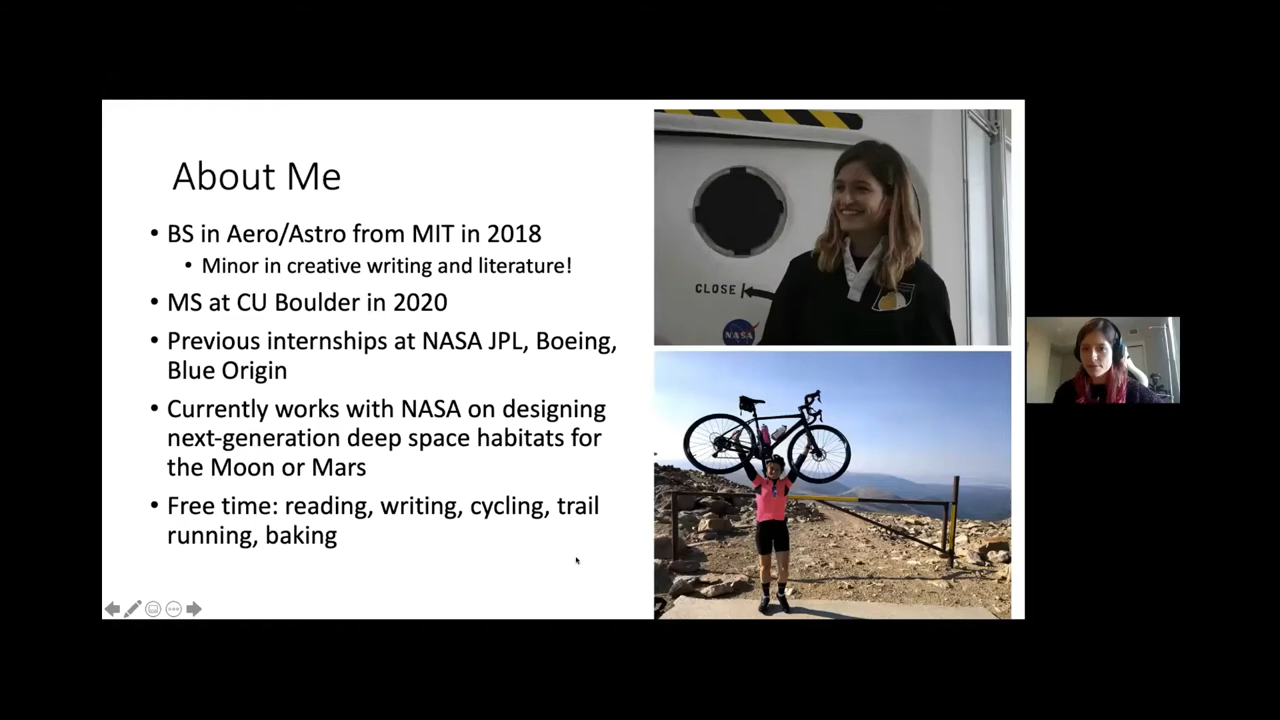 About Me
• BS in Aero/Astro from MIT in 2018
• Minor in creative writing and literature!
• MS at CU Boulder in 2020
• Previous internships at NASA JPL, Boeing,
Blue Origin
• Currently works with NASA on designing
next-generation deep space habitats for
the Moon or Mars
• Free time: reading, writing, cycling, trail
running, baking
CLOSE
NASA